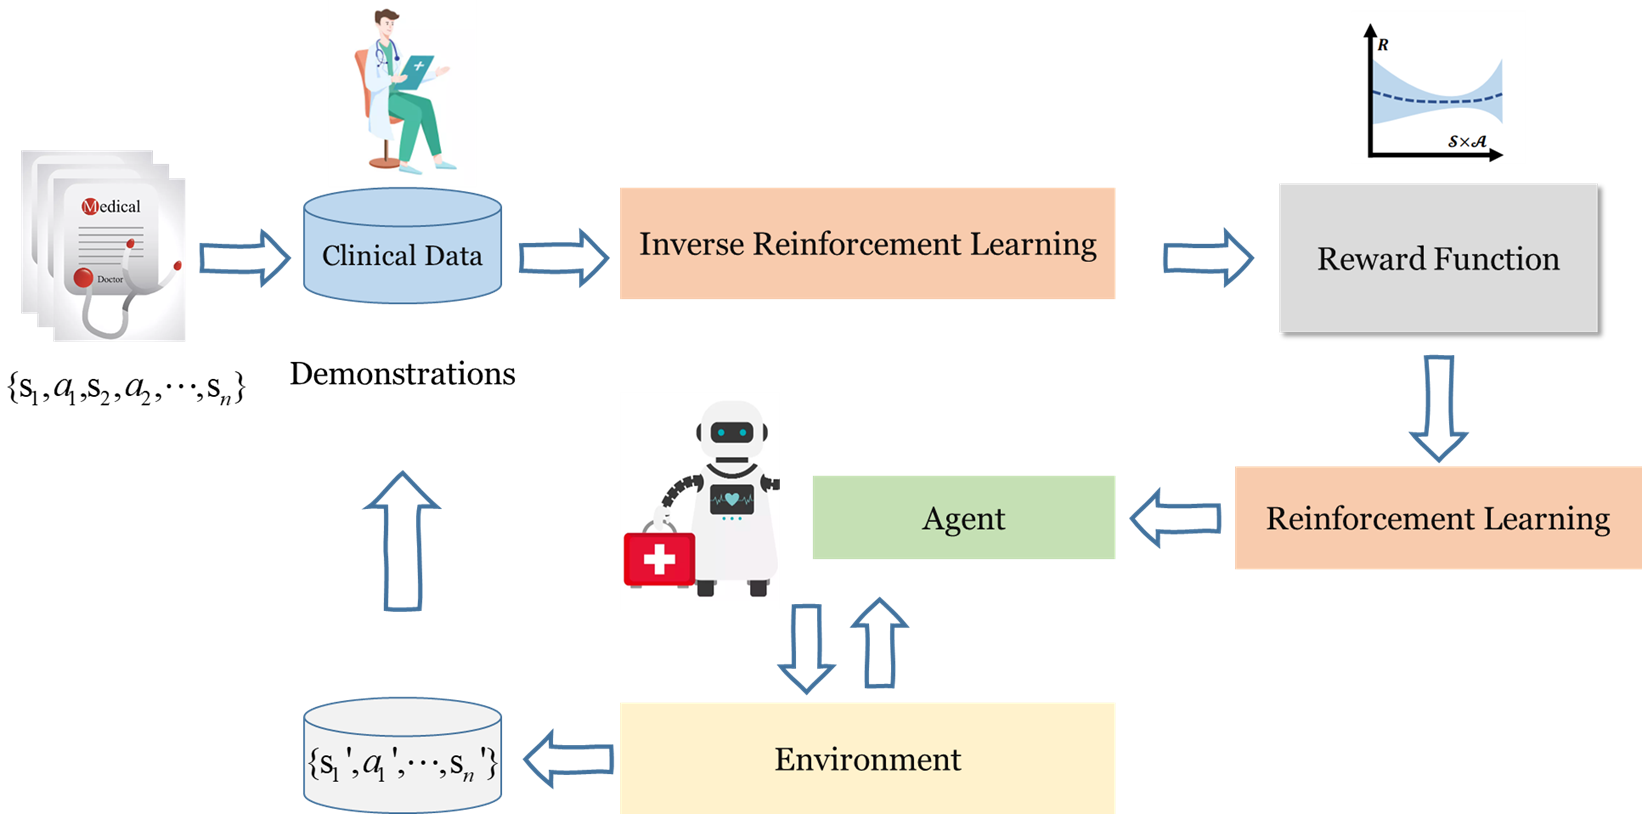 R
S×A
Medical
Doctor
Clinical Data
Inverse Reinforcement Learning
Reward Function
{s₁,a₁,s₂,a₂,⋯,sₙ}
Demonstrations
Agent
Reinforcement Learning
{s₁',a₁',⋯,sₙ'}
Environment